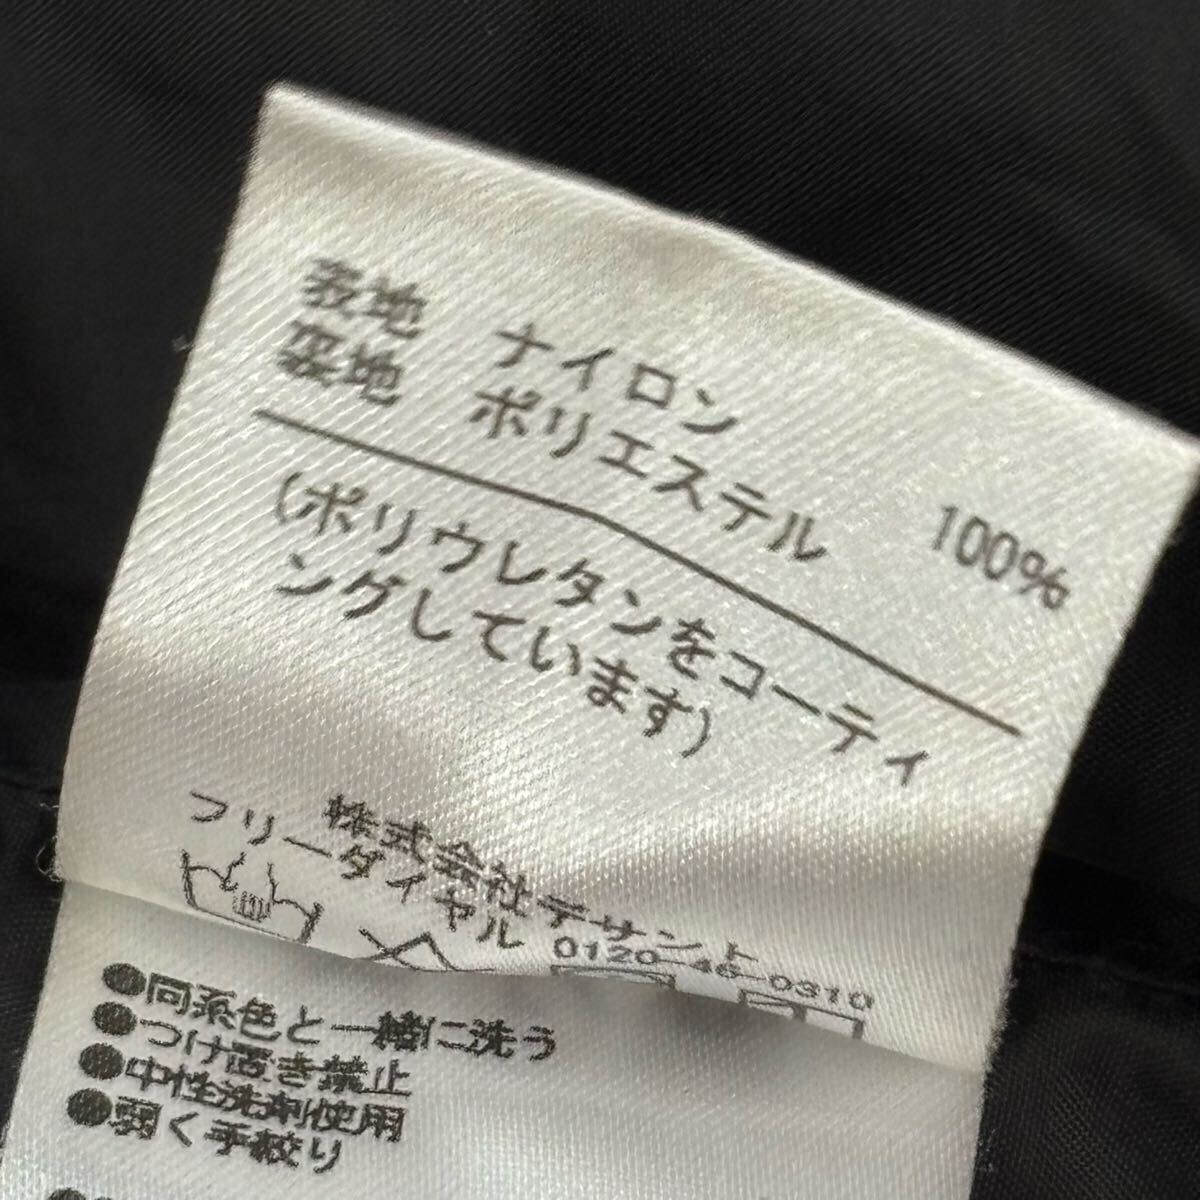 表地　ナイロン
裏地　ポリエステル　100%
(ポリウレタンをコーティ
ングしています)
株式会社デサント
フリーダイヤル 0120-46-0310
●同系色と一緒に洗う
●つけ置き禁止
●中性洗剤使用
●弱く手絞り